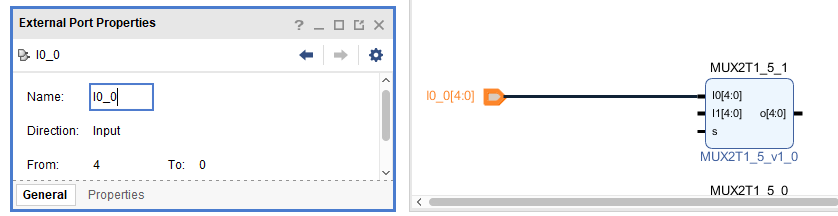 External Port Properties
I0_0
Name: I0_0
Direction: Input
From: 4 To: 0
General Properties
MUX2T1_5_1
I0_0[4:0]
I0[4:0]
I1[4:0] o[4:0]
s
MUX2T1_5_v1_0
MUX2T1_5_0